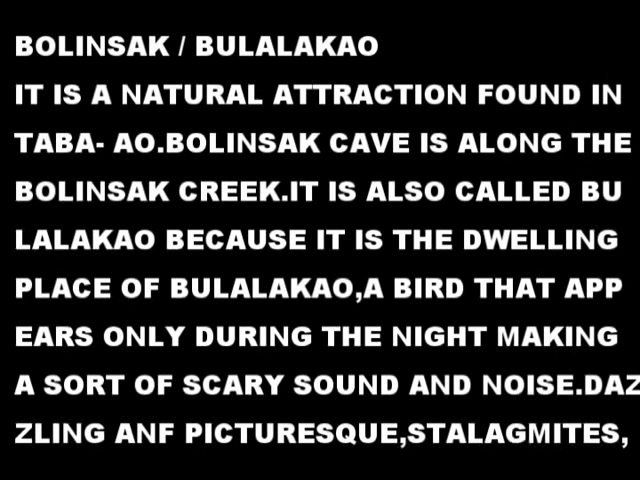 BOLINSAK / BULALAKAO
IT IS A NATURAL ATTRACTION FOUND IN
TABA- AO.BOLINSAK CAVE IS ALONG THE
BOLINSAK CREEK.IT IS ALSO CALLED BU
LALAKAO BECAUSE IT IS THE DWELLING
PLACE OF BULALAKAO,A BIRD THAT APP
EARS ONLY DURING THE NIGHT MAKING
A SORT OF SCARY SOUND AND NOISE.DAZ
ZLING ANF PICTURESQUE,STALAGMITES,